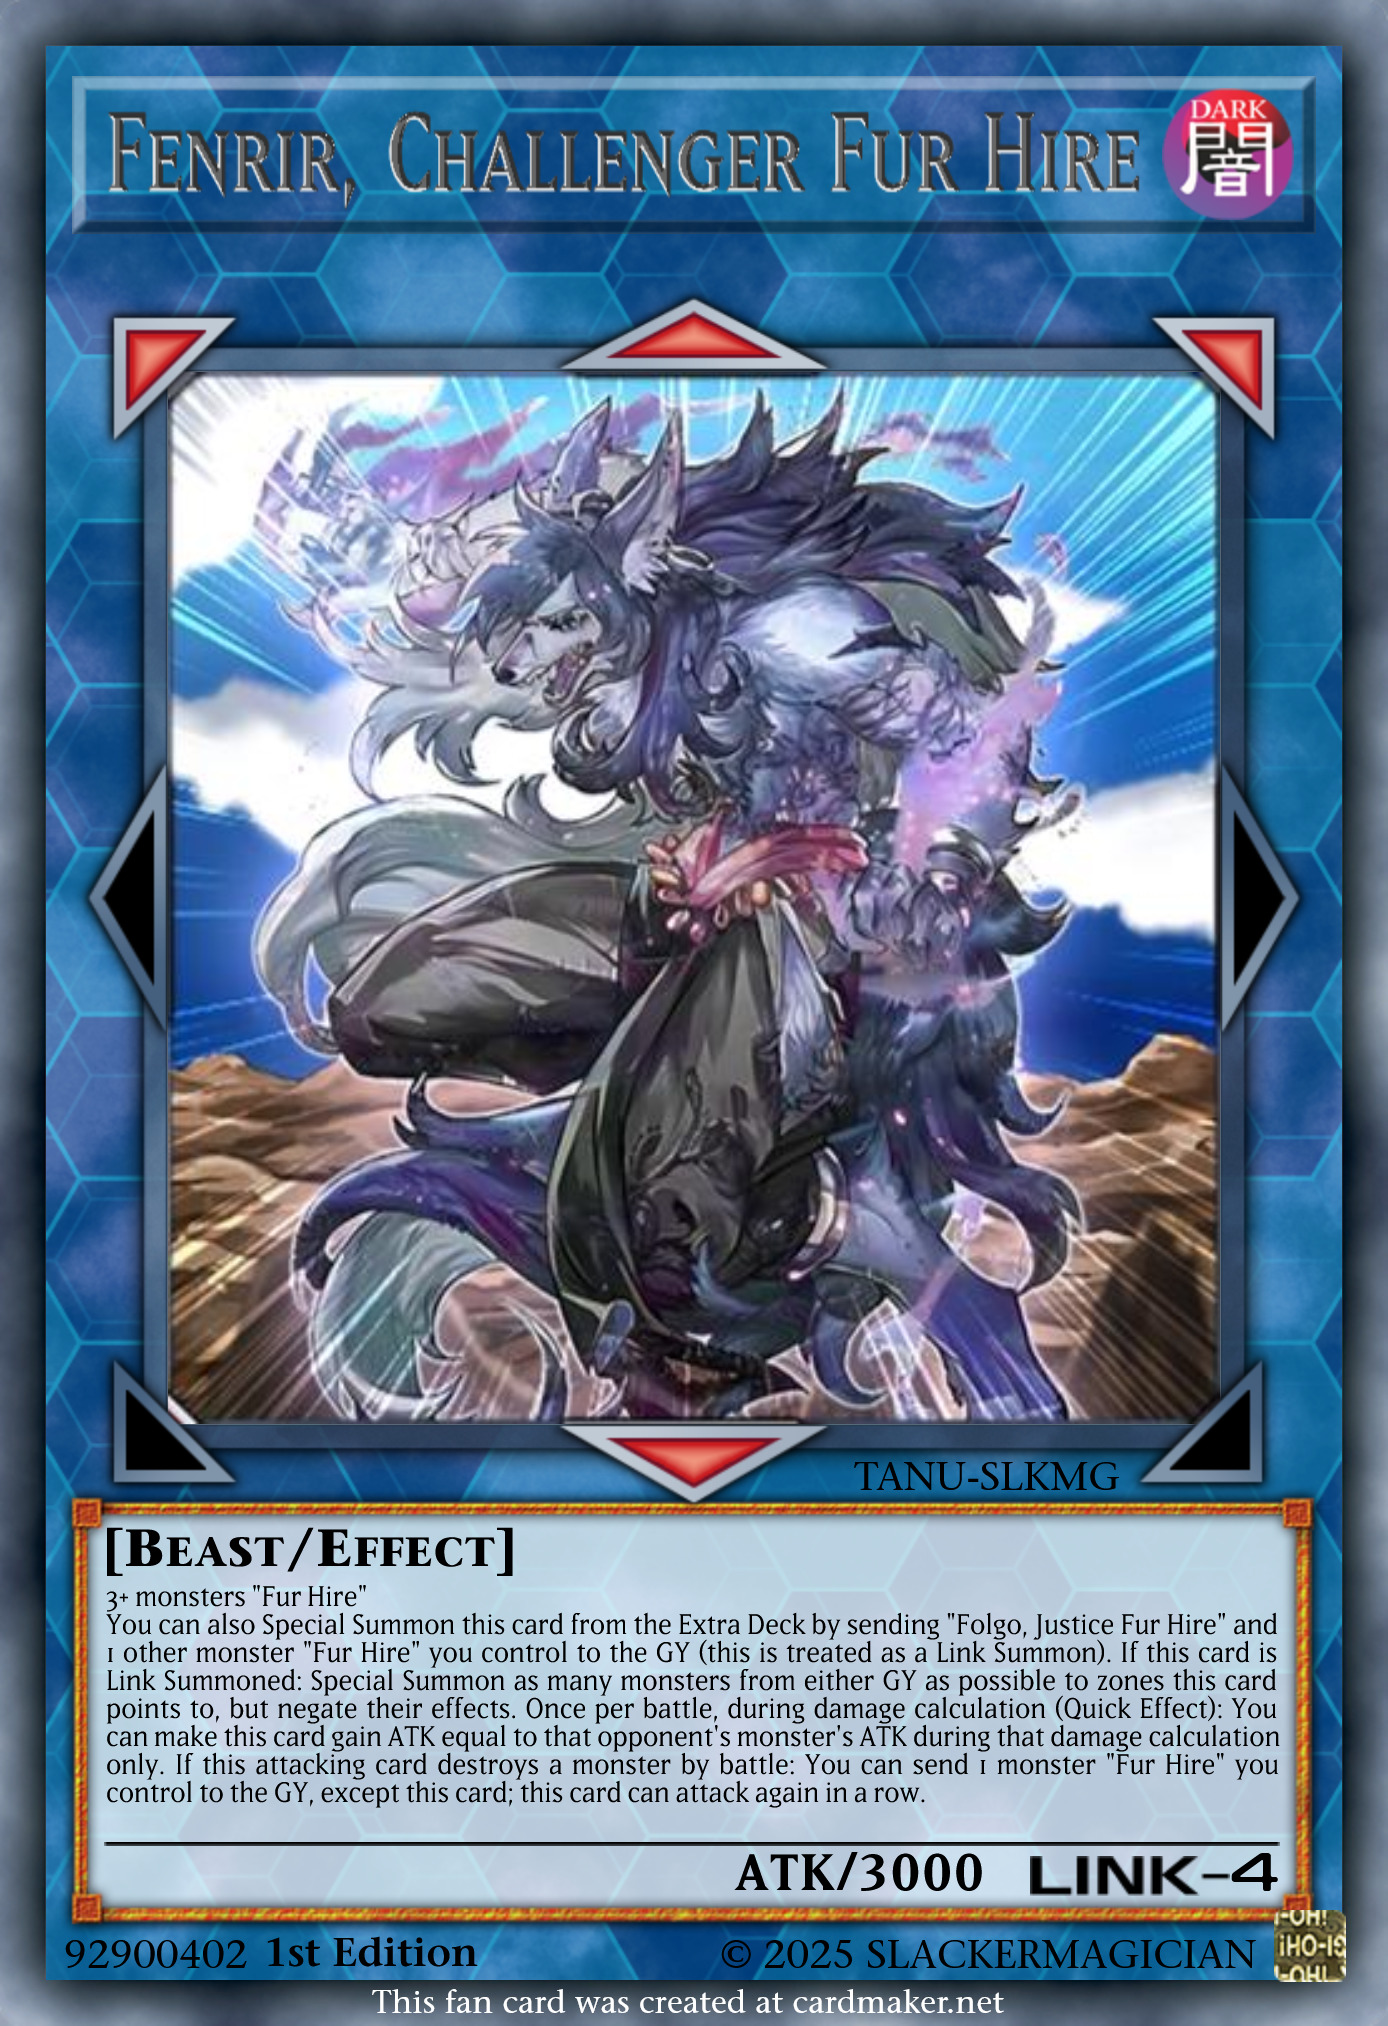 Fenrir, Challenger Fur Hire
DARK
闇
TANU-SLKMG
[Beast/Effect]
3+ monsters "Fur Hire"
You can also Special Summon this card from the Extra Deck by sending "Folgo, Justice Fur Hire" and
1 other monster "Fur Hire" you control to the GY (this is treated as a Link Summon). If this card is
Link Summoned: Special Summon as many monsters from either GY as possible to zones this card
points to, but negate their effects. Once per battle, during damage calculation (Quick Effect): You
can make this card gain ATK equal to that opponent's monster's ATK during that damage calculation
only. If this attacking card destroys a monster by battle: You can send 1 monster "Fur Hire" you
control to the GY, except this card; this card can attack again in a row.
ATK/3000 LINK-4
92900402 1st Edition © 2025 SLACKERMAGICIAN
This fan card was created at cardmaker.net